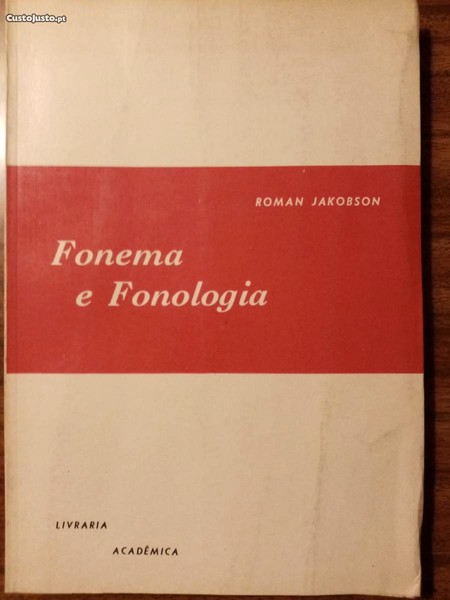 CustoJusto.pt
ROMAN JAKOBSON
Fonema
e Fonologia
LIVRARIA
ACADÊMICA